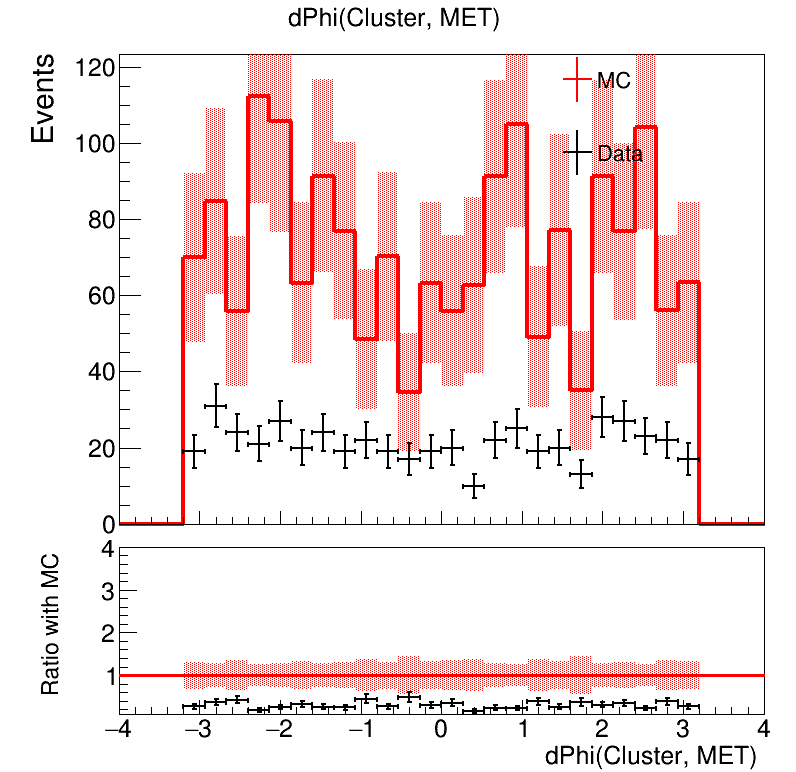 dPhi(Cluster, MET)
Events
120
100
80
60
40
20
0
MC
Data
Ratio with MC
4
3
2
1
−4 −3 −2 −1 0 1 2 3 4
dPhi(Cluster, MET)